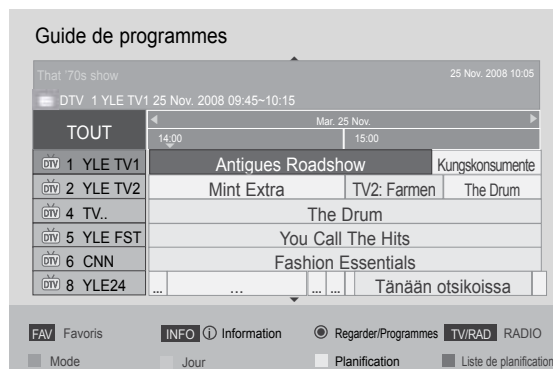 Guide de programmes
That '70s show 25 Nov. 2008 10:05
DTV 1 YLE TV1 25 Nov. 2008 09:45~10:15
TOUT
Mar. 25 Nov.
14:00 15:00
DTV 1 YLE TV1 Antigues Roadshow Kungskonsumente
DTV 2 YLE TV2 Mint Extra TV2: Farmen The Drum
DTV 4 TV.. The Drum
DTV 5 YLE FST You Call The Hits
DTV 6 CNN Fashion Essentials
DTV 8 YLE24 ... ... ... ... Tänään otsikoissa
FAV Favoris INFO i Information Regarder/Programmes TV/RAD RADIO
Mode Jour Planification Liste de planification